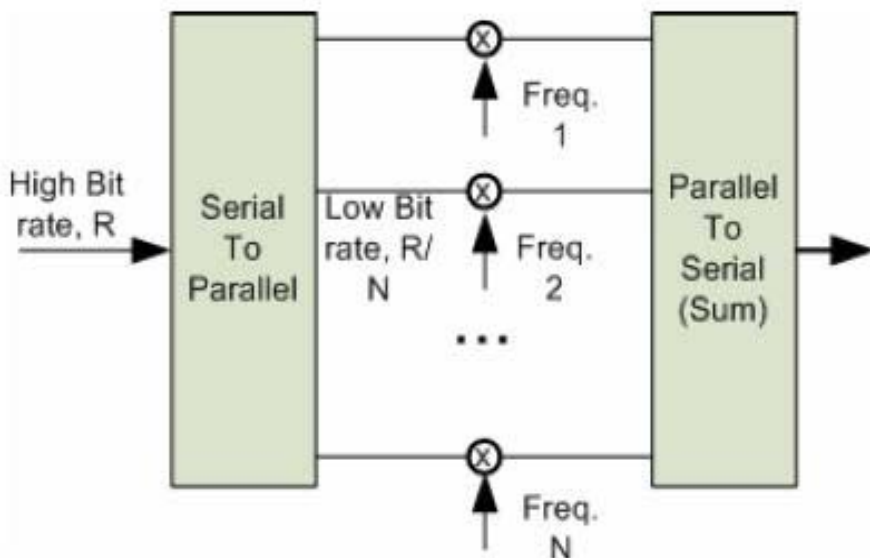 High Bit
rate, R
Serial
To
Parallel
Low Bit
rate, R/
N
X
Freq.
1
X
Freq.
2
...
X
Freq.
N
Parallel
To
Serial
(Sum)